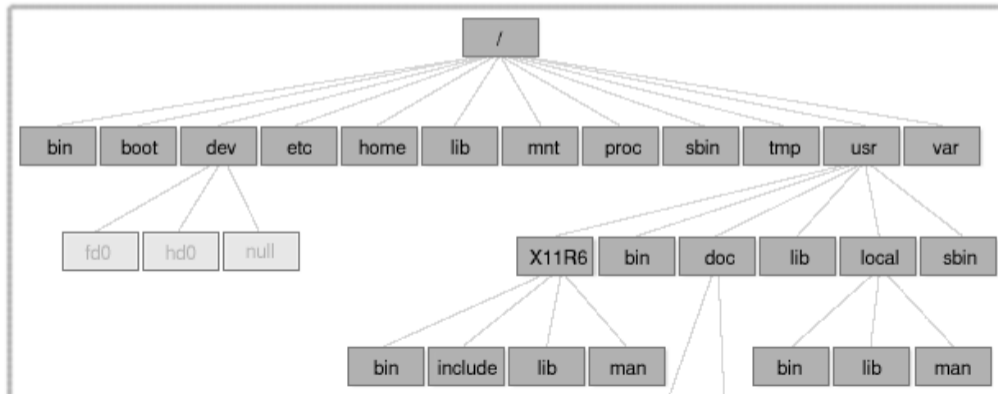 /
bin boot dev etc home lib mnt proc sbin tmp usr var
fd0 hd0 null X11R6 bin doc lib local sbin
bin include lib man bin lib man